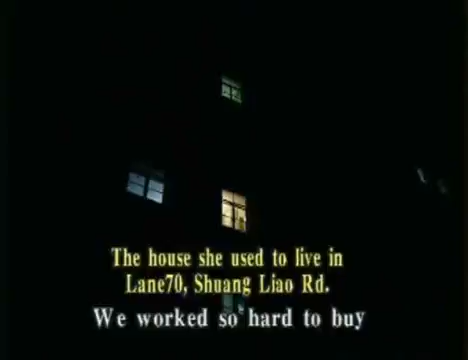 The house she used to live in
Lane70, Shuang Liao Rd.
We worked so hard to buy